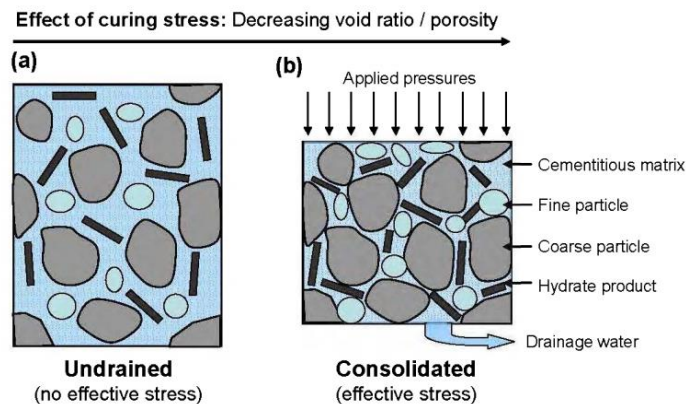 Effect of curing stress: Decreasing void ratio / porosity
(a)
(b)
Applied pressures
Cementitious matrix
Fine particle
Coarse particle
Hydrate product
Drainage water
Undrained
(no effective stress)
Consolidated
(effective stress)